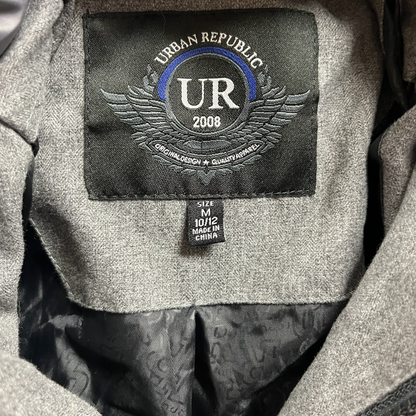 URBAN REPUBLIC
UR
2008
ORIGINAL DESIGN ★ QUALITY APPAREL
SIZE
M
10/12
MADE IN
CHINA